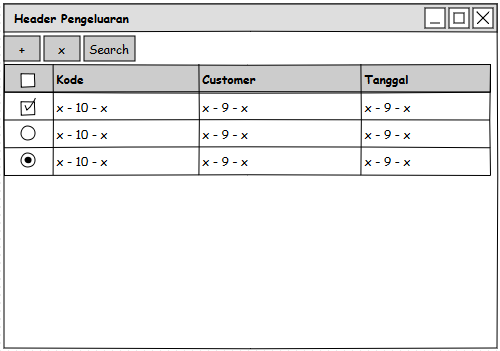 Header Pengeluaran
+ x Search
Kode Customer Tanggal
x - 10 - x x - 9 - x x - 9 - x
x - 10 - x x - 9 - x x - 9 - x
x - 10 - x x - 9 - x x - 9 - x